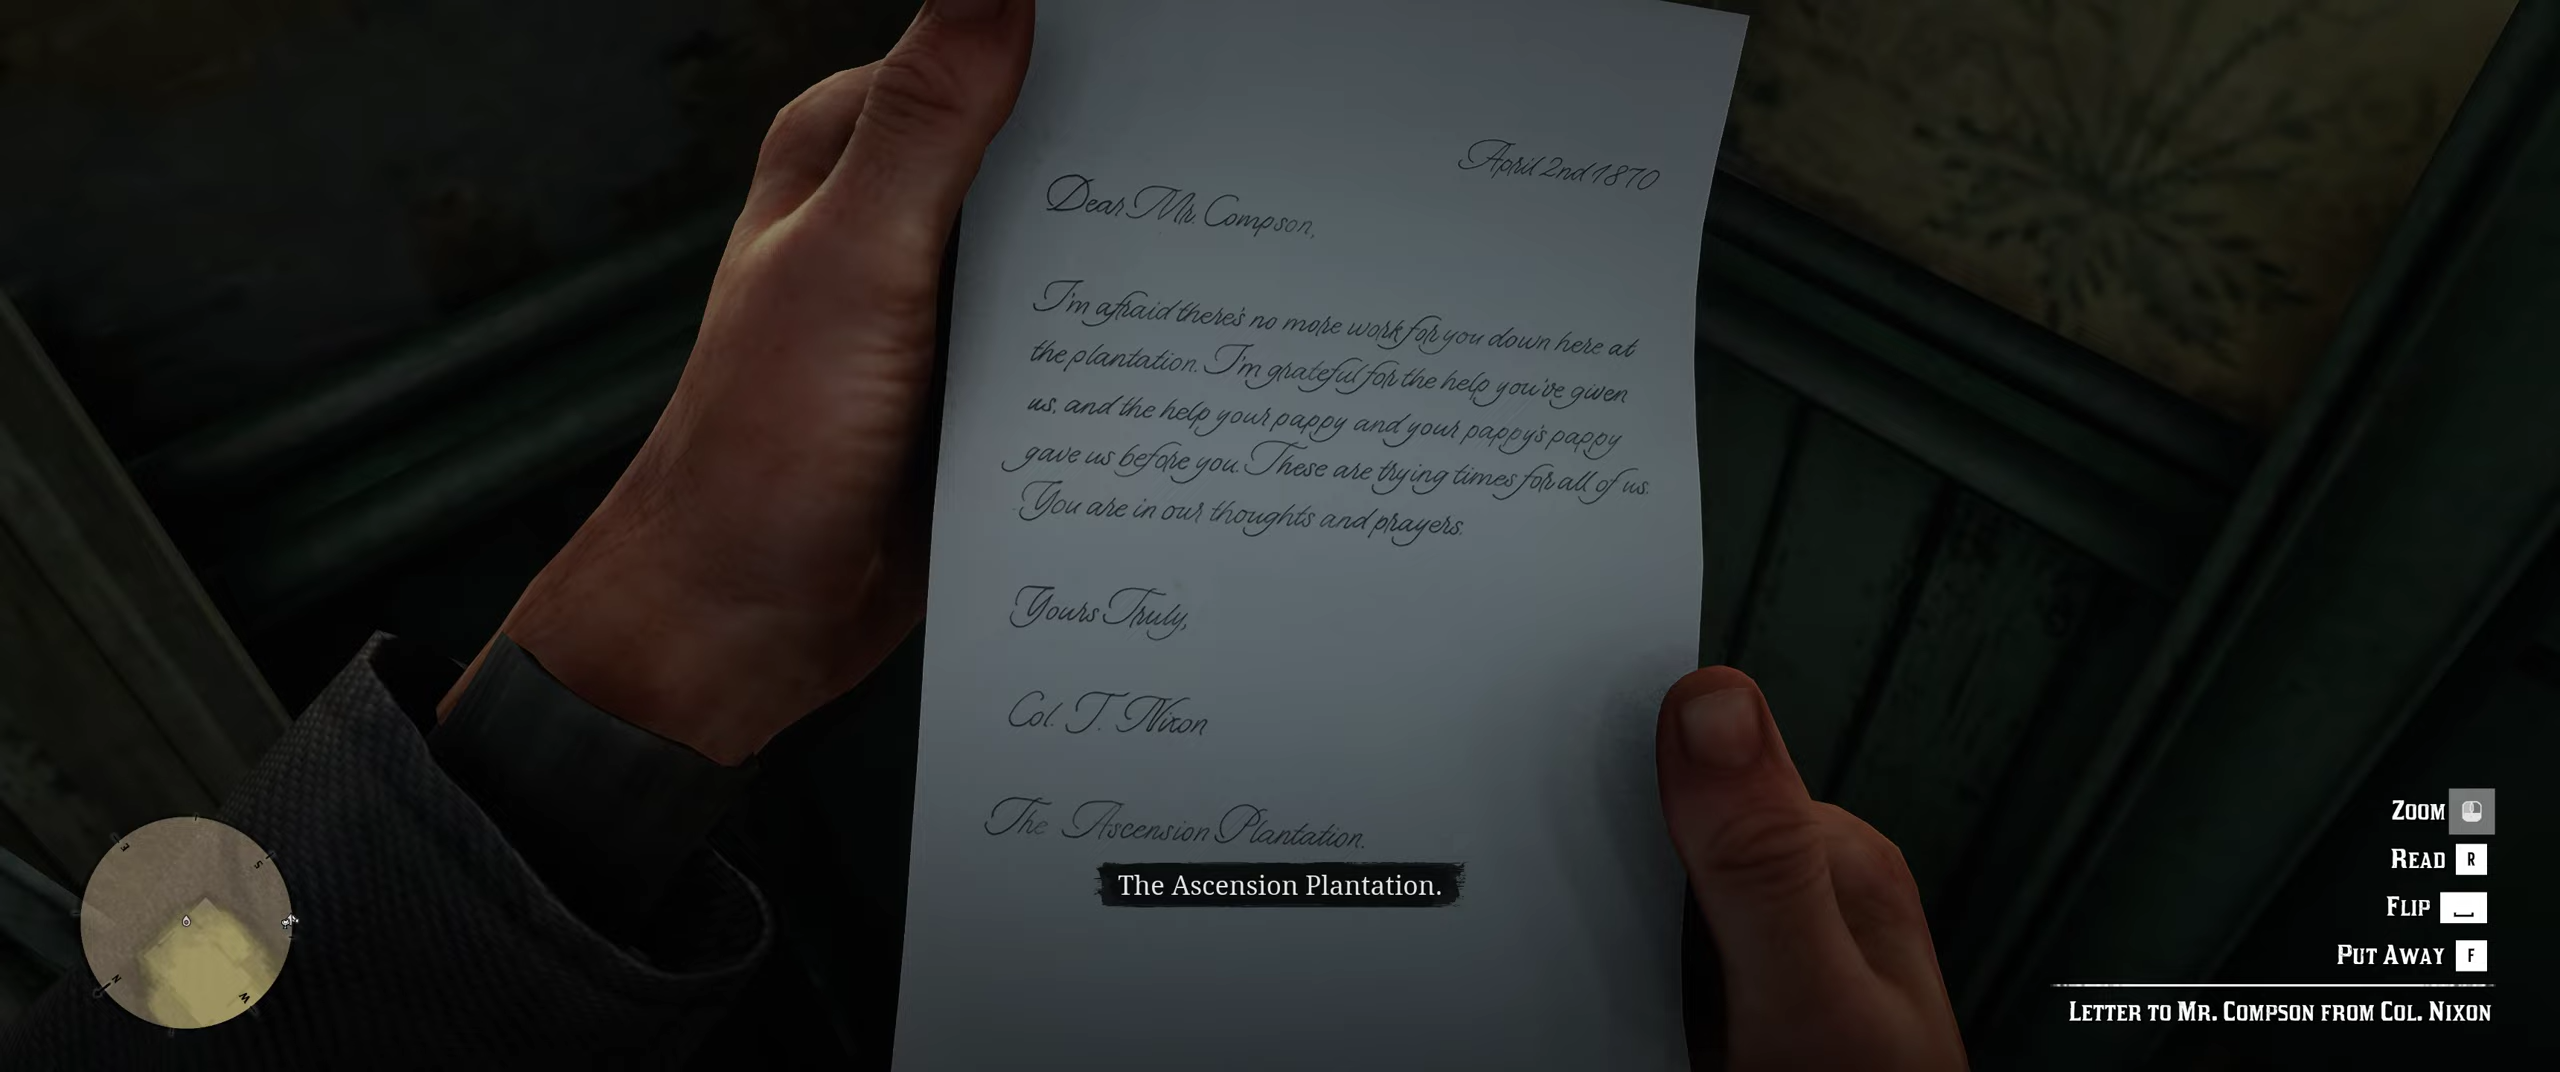 April 2nd 1870
Dear Mr. Compson,
I'm afraid there's no more work for you down here at
the plantation. I'm grateful for the help you've given
us, and the help your pappy and your pappy's pappy
gave us before you. These are trying times for all of us.
You are in our thoughts and prayers.
Yours Truly,
Col. T. Nixon
The Ascension Plantation.
The Ascension Plantation.
E
S
N
W
ZOOM
READ R
FLIP
PUT AWAY F
LETTER TO MR. COMPSON FROM COL. NIXON